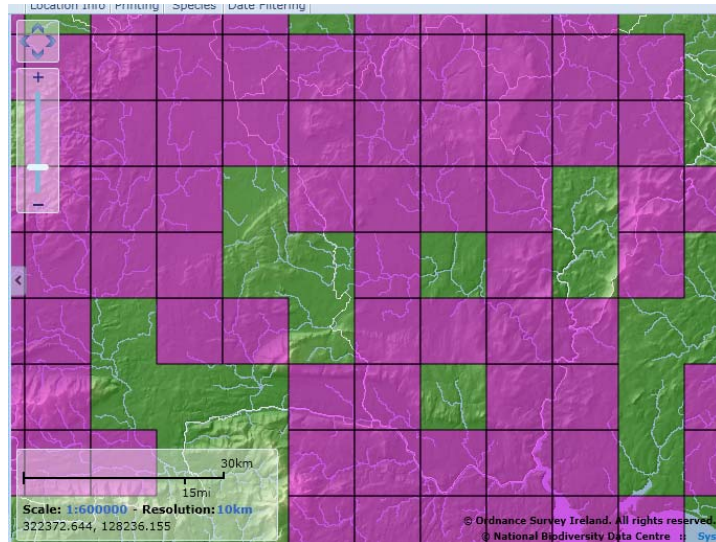 Location Info Printing Species Date Filtering
+
−
<
30km
15mi
Scale: 1:600000 - Resolution:10km
322372.644, 128236.155
© Ordnance Survey Ireland. All rights reserved.
© National Biodiversity Data Centre :: Sys